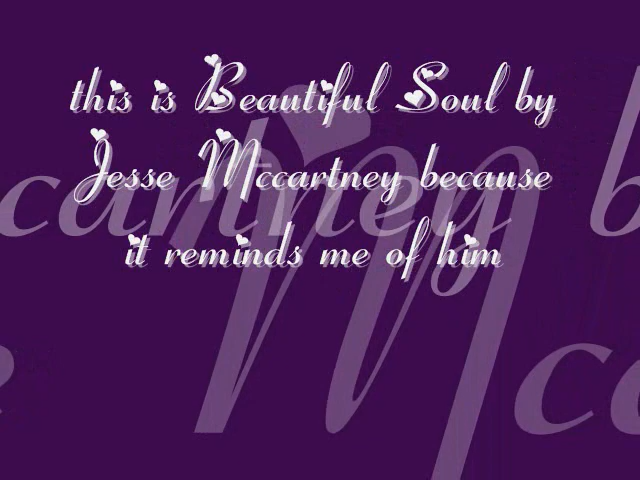 this is Beautiful Soul by
Jesse Mccartney because
it reminds me of him